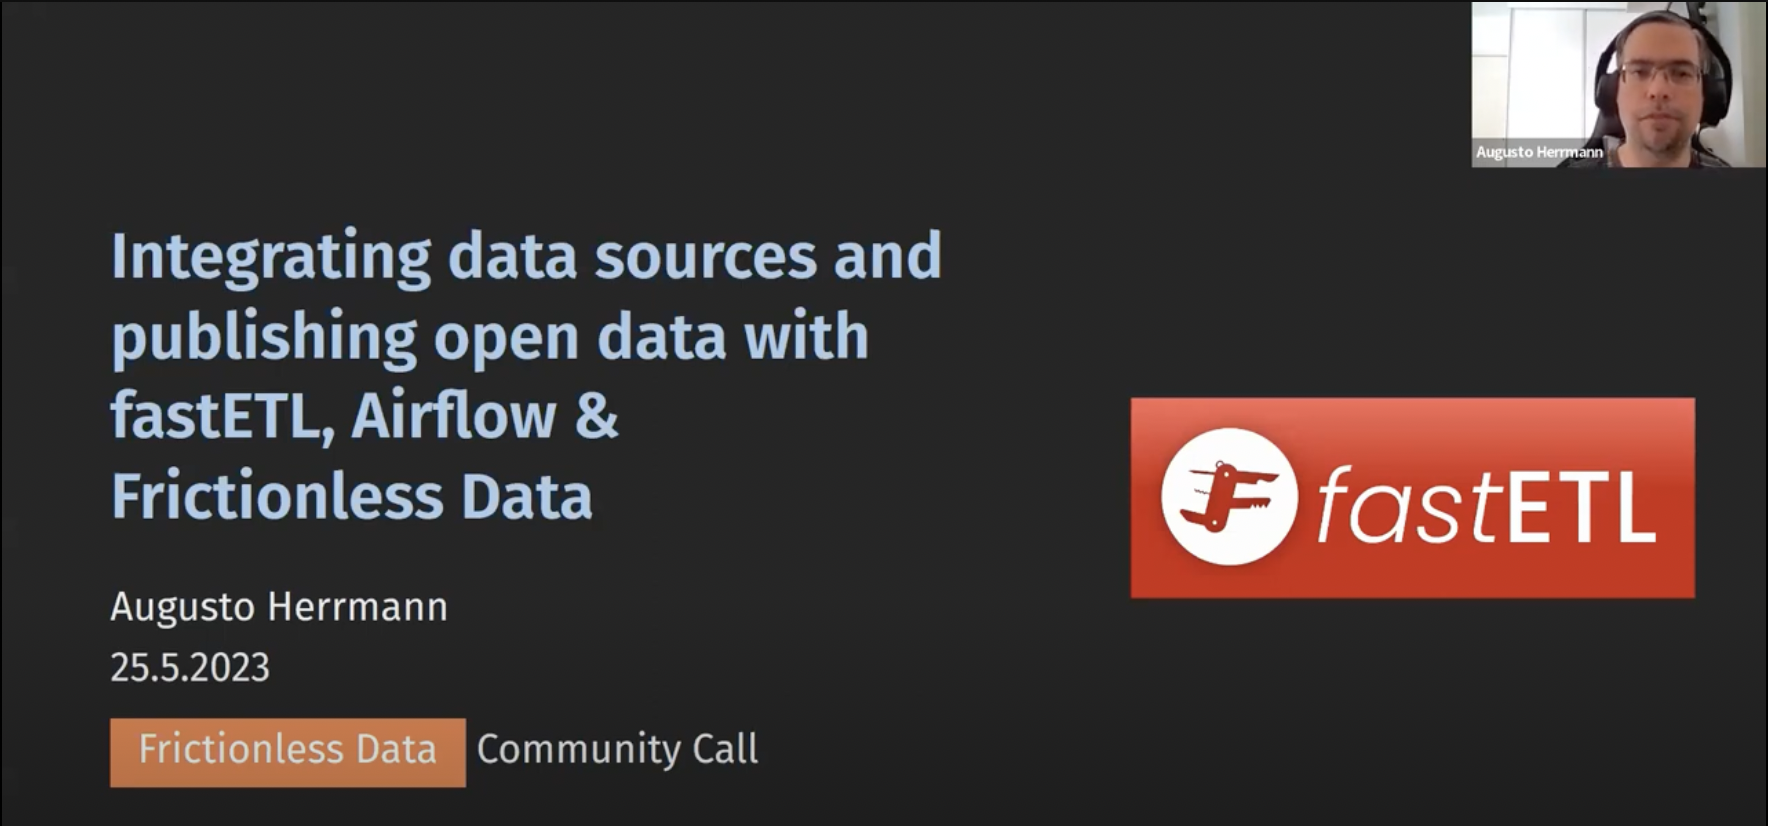 Augusto Herrmann
Integrating data sources and
publishing open data with
fastETL, Airflow &
Frictionless Data
fastETL
Augusto Herrmann
25.5.2023
Frictionless Data Community Call